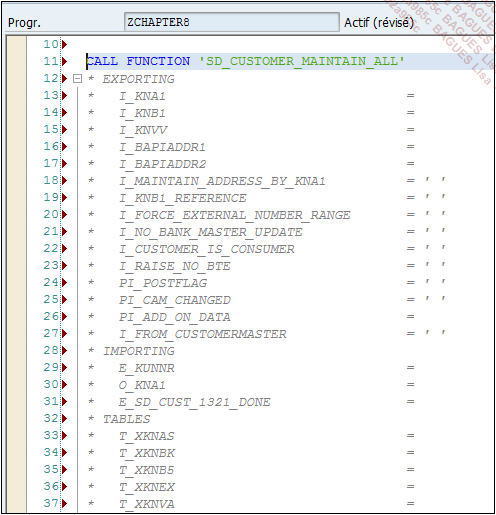 Progr. ZCHAPTER8 Actif (révisé)
10
11 CALL FUNCTION 'SD_CUSTOMER_MAINTAIN_ALL'
12 * EXPORTING
13 * I_KNA1 =
14 * I_KNB1 =
15 * I_KNVV =
16 * I_BAPIADDR1 =
17 * I_BAPIADDR2 =
18 * I_MAINTAIN_ADDRESS_BY_KNA1 = ' '
19 * I_KNB1_REFERENCE = ' '
20 * I_FORCE_EXTERNAL_NUMBER_RANGE = ' '
21 * I_NO_BANK_MASTER_UPDATE = ' '
22 * I_CUSTOMER_IS_CONSUMER = ' '
23 * I_RAISE_NO_BTE = ' '
24 * PI_POSTFLAG = ' '
25 * PI_CAM_CHANGED = ' '
26 * PI_ADD_ON_DATA =
27 * I_FROM_CUSTOMERMASTER = ' '
28 * IMPORTING
29 * E_KUNNR =
30 * O_KNA1 =
31 * E_SD_CUST_1321_DONE =
32 * TABLES
33 * T_XKNAS =
34 * T_XKNBK =
35 * T_XKNB5 =
36 * T_XKNEX =
37 * T_XKNVA =
BAGUES Lisa